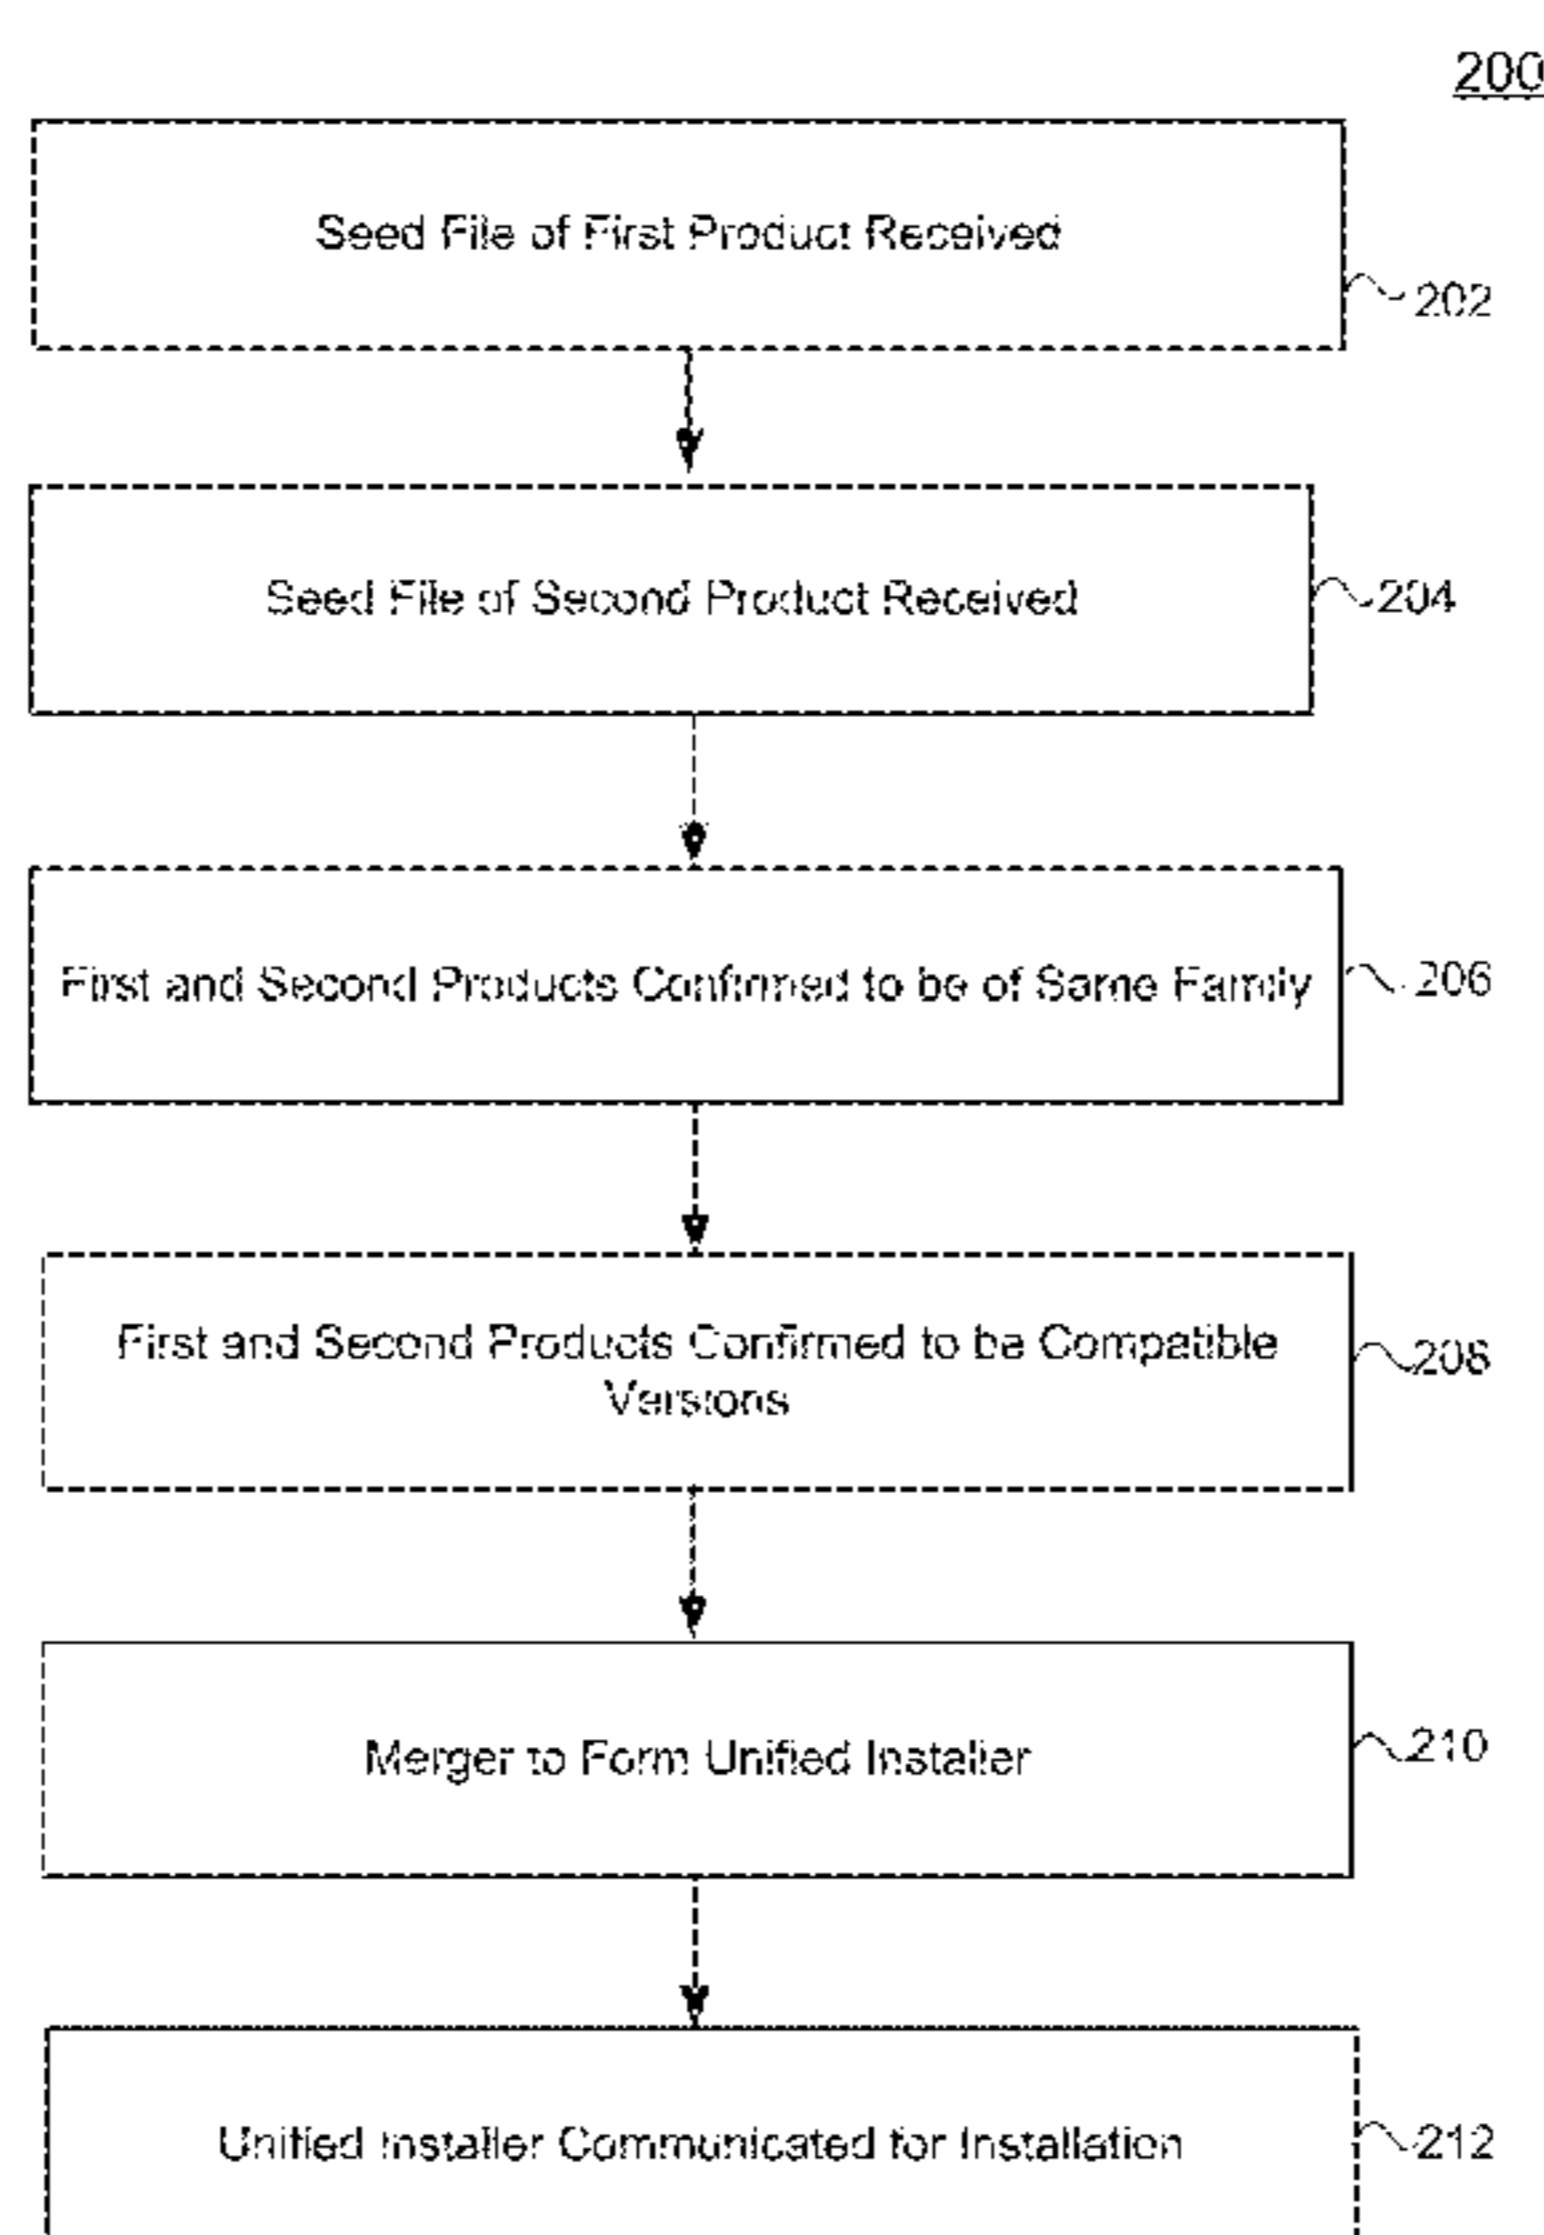 200
Seed File of First Product Received
202
Seed File of Second Product Received
204
First and Second Products Confirmed to be of Same Family
206
First and Second Products Confirmed to be Compatible
Versions
208
Merger to Form Unified Installer
210
Unified Installer Communicated for Installation
212